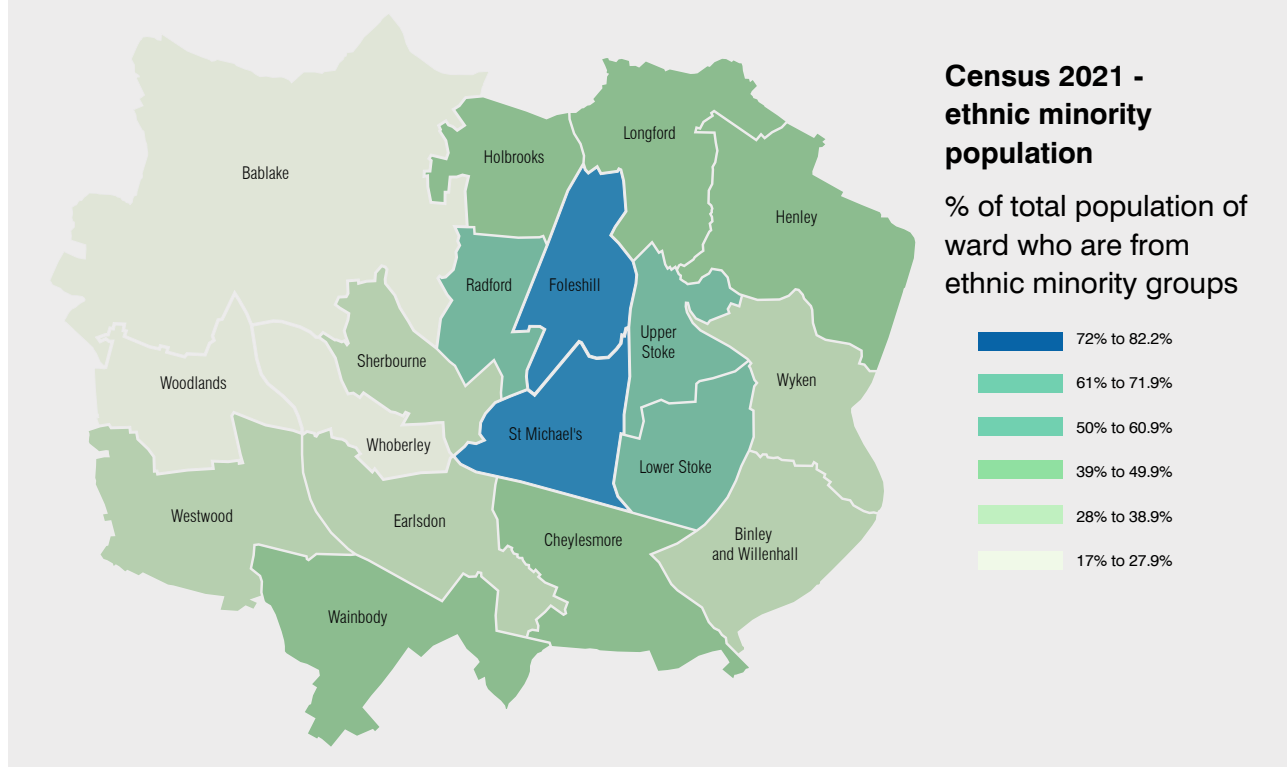 Census 2021 -
ethnic minority
population
% of total population of
ward who are from
ethnic minority groups
72% to 82.2%
61% to 71.9%
50% to 60.9%
39% to 49.9%
28% to 38.9%
17% to 27.9%
Longford
Holbrooks
Bablake
Henley
Radford
Foleshill
Upper
Stoke
Sherbourne
Woodlands
Wyken
Whoberley
St Michael's
Lower Stoke
Westwood
Earlsdon
Cheylesmore
Binley
and Willenhall
Wainbody